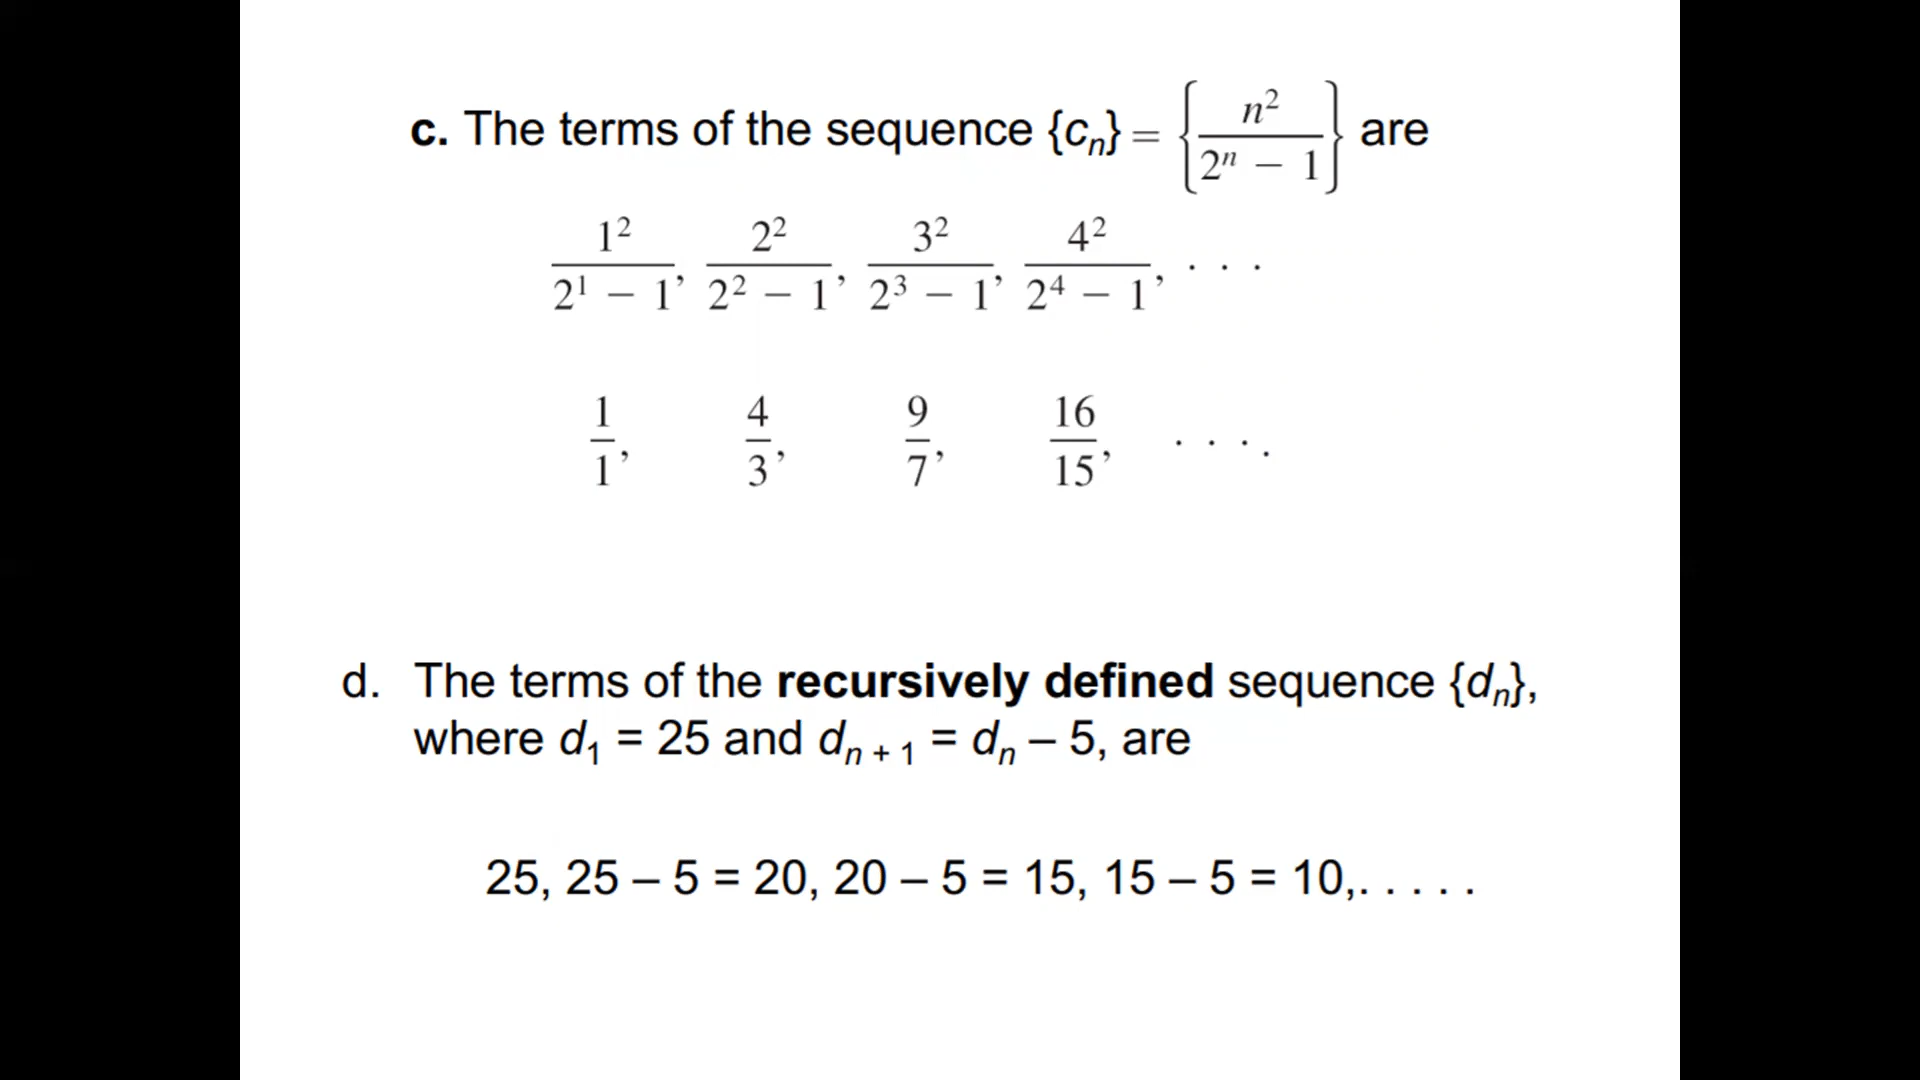 c. The terms of the sequence {cₙ} = {n²/(2ⁿ − 1)} are
1²/(2¹ − 1), 2²/(2² − 1), 3²/(2³ − 1), 4²/(2⁴ − 1), . . .
1/1, 4/3, 9/7, 16/15, . . . .
d. The terms of the recursively defined sequence {dₙ},
where d₁ = 25 and dₙ ₊ ₁ = dₙ – 5, are
25, 25 – 5 = 20, 20 – 5 = 15, 15 – 5 = 10,. . . . .